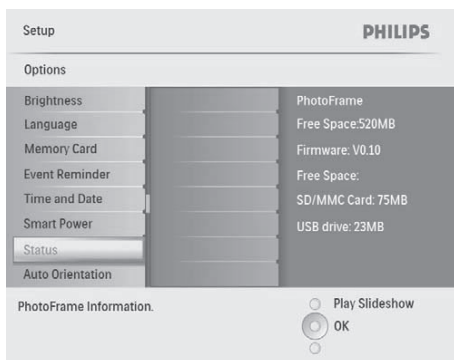 Setup
PHILIPS
Options
Brightness
Language
Memory Card
Event Reminder
Time and Date
Smart Power
Status
Auto Orientation
PhotoFrame
Free Space:520MB
Firmware: V0.10
Free Space:
SD/MMC Card: 75MB
USB drive: 23MB
PhotoFrame Information.
Play Slideshow
OK